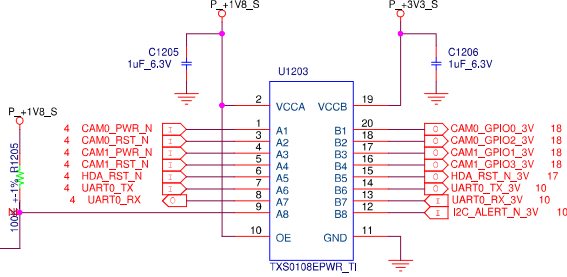 P_+1V8_S
P_+3V3_S
C1205
1uF_6.3V
C1206
1uF_6.3V
U1203
2 VCCA VCCB 19
P_+1V8_S
4 CAM0_PWR_N I 1 A1 B1 20 O CAM0_GPIO0_3V 18
4 CAM0_RST_N I 3 A2 B2 18 O CAM0_GPIO2_3V 18
4 CAM1_PWR_N I 4 A3 B3 17 O CAM1_GPIO1_3V 18
4 CAM1_RST_N I 5 A4 B4 16 O CAM1_GPIO3_3V 18
4 HDA_RST_N I 6 A5 B5 15 O HDA_RST_N_3V 17
4 UART0_TX I 7 A6 B6 14 O UART0_TX_3V 10
4 UART0_RX O 8 A7 B7 13 I UART0_RX_3V 10
9 A8 B8 12 I I2C_ALERT_N_3V 10
10 OE GND 11
TXS0108EPWR_TI
+-1% R1205